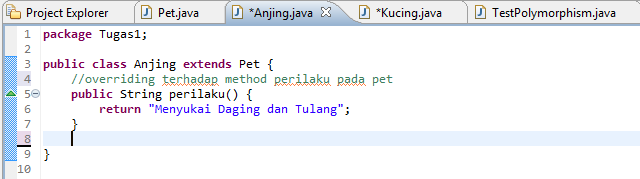 Project Explorer Pet.java *Anjing.java *Kucing.java TestPolymorphism.java
1 package Tugas1;
2
3 public class Anjing extends Pet {
4 //overriding terhadap method perilaku pada pet
5 public String perilaku() {
6 return "Menyukai Daging dan Tulang";
7 }
8
9 }
10